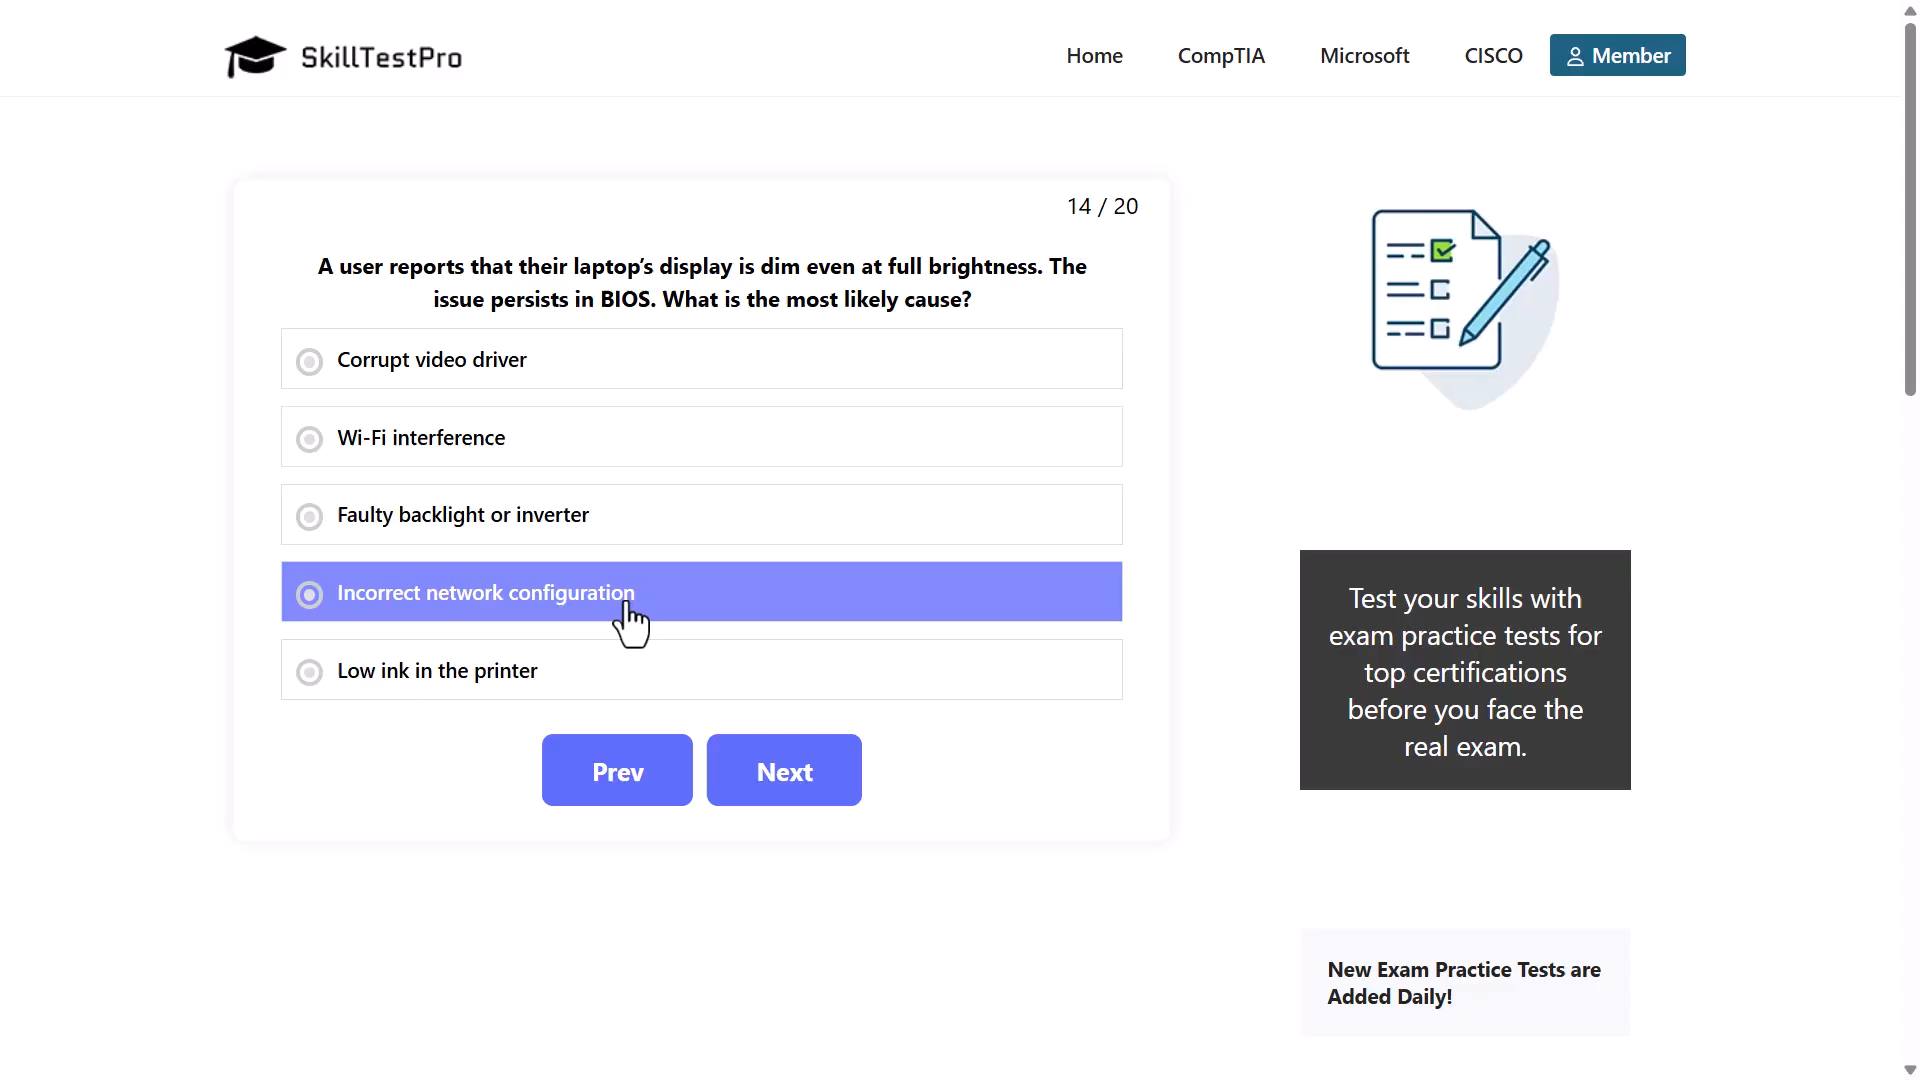 SkillTestPro
Home
CompTIA
Microsoft
CISCO
Member
14 / 20
A user reports that their laptop's display is dim even at full brightness. The
issue persists in BIOS. What is the most likely cause?
Corrupt video driver
Wi-Fi interference
Faulty backlight or inverter
Incorrect network configuration
Low ink in the printer
Prev
Next
Test your skills with
exam practice tests for
top certifications
before you face the
real exam.
New Exam Practice Tests are
Added Daily!